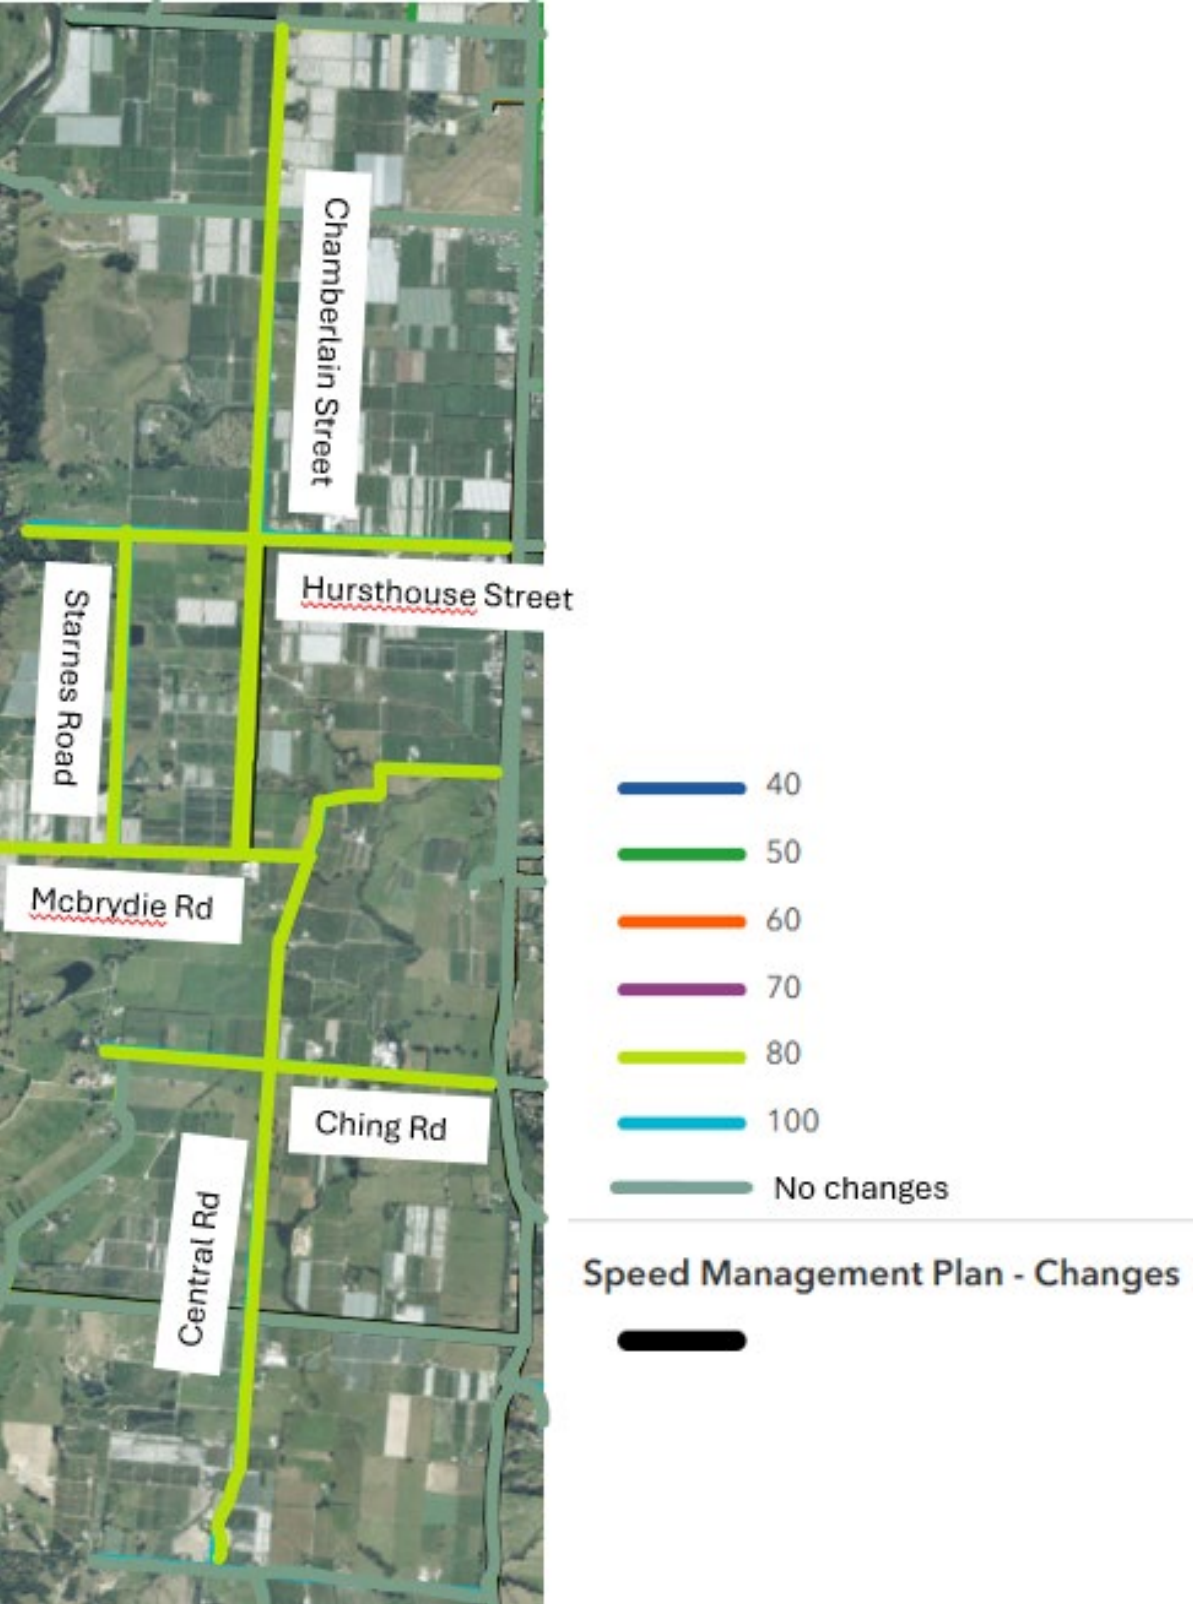 Chamberlain Street
Hursthouse Street
Starnes Road
Mcbrydie Rd
Ching Rd
Central Rd
40
50
60
70
80
100
No changes
Speed Management Plan - Changes